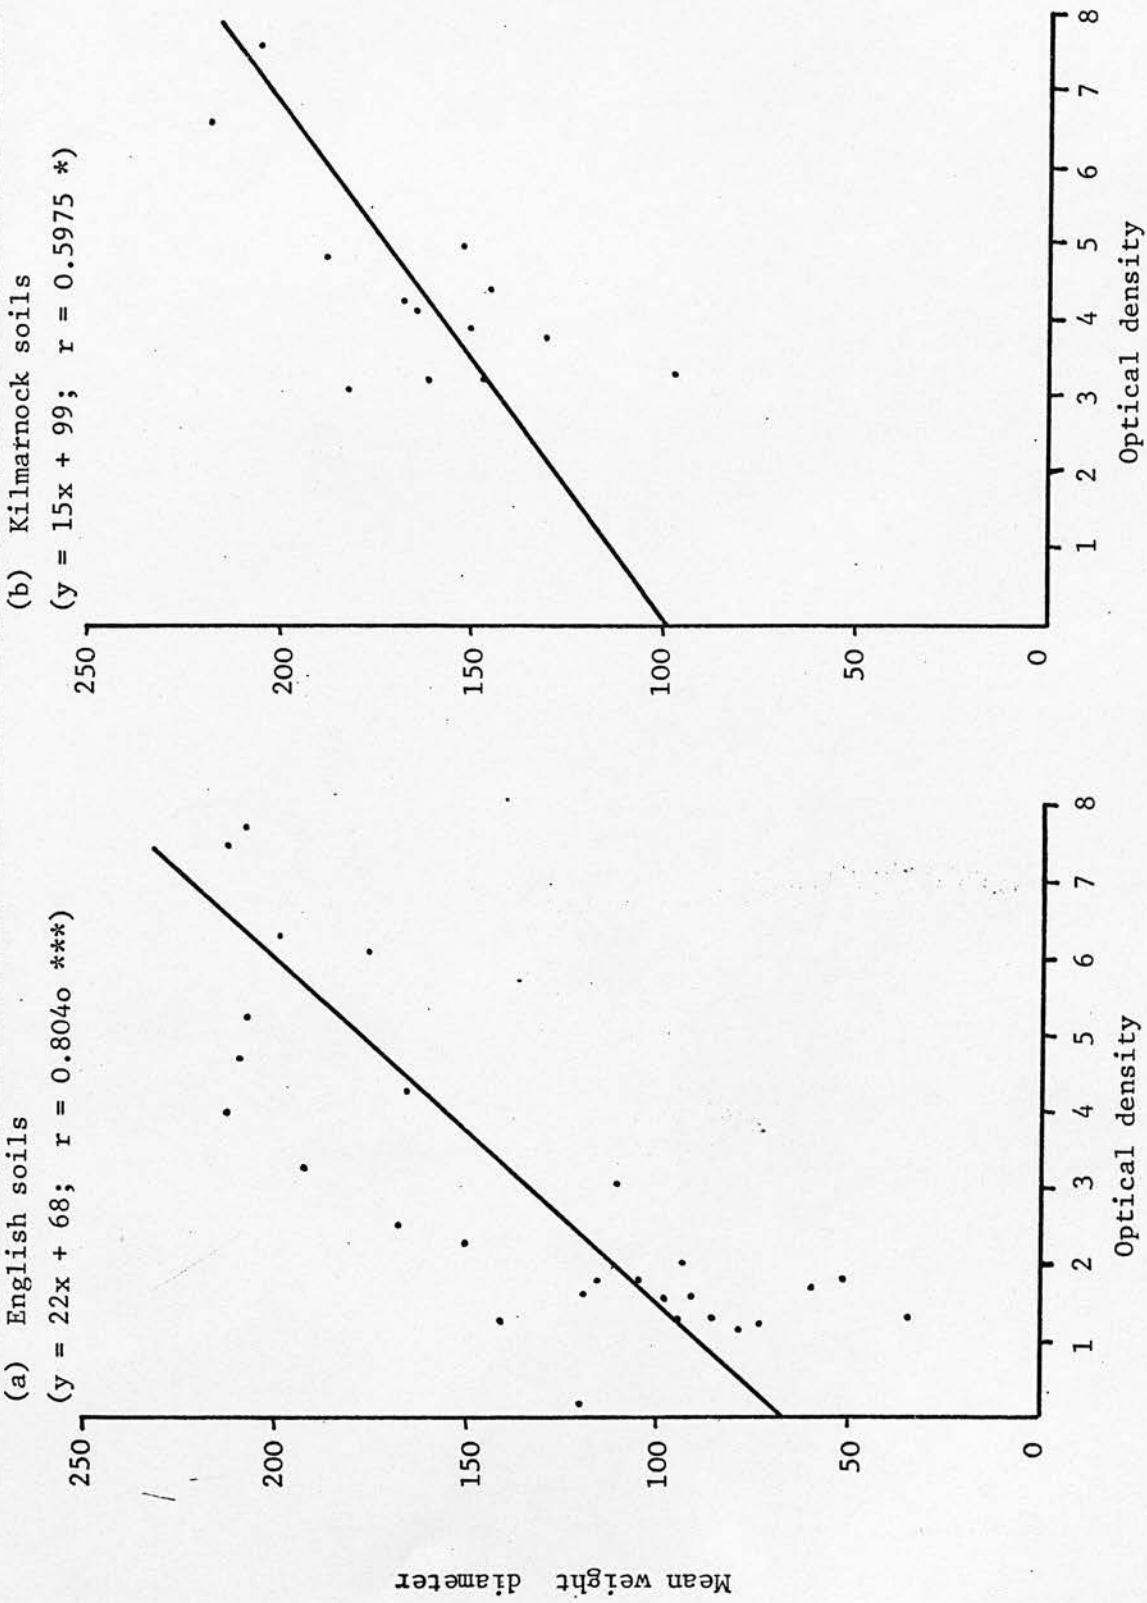 (a) English soils
(y = 22x + 68; r = 0.804o ***)
250
200
150
100
50
0
1 2 3 4 5 6 7 8
Optical density
Mean weight
diameter
(b) Kilmarnock soils
(y = 15x + 99; r = 0.5975 *)
250
200
150
100
50
0
1 2 3 4 5 6 7 8
Optical density